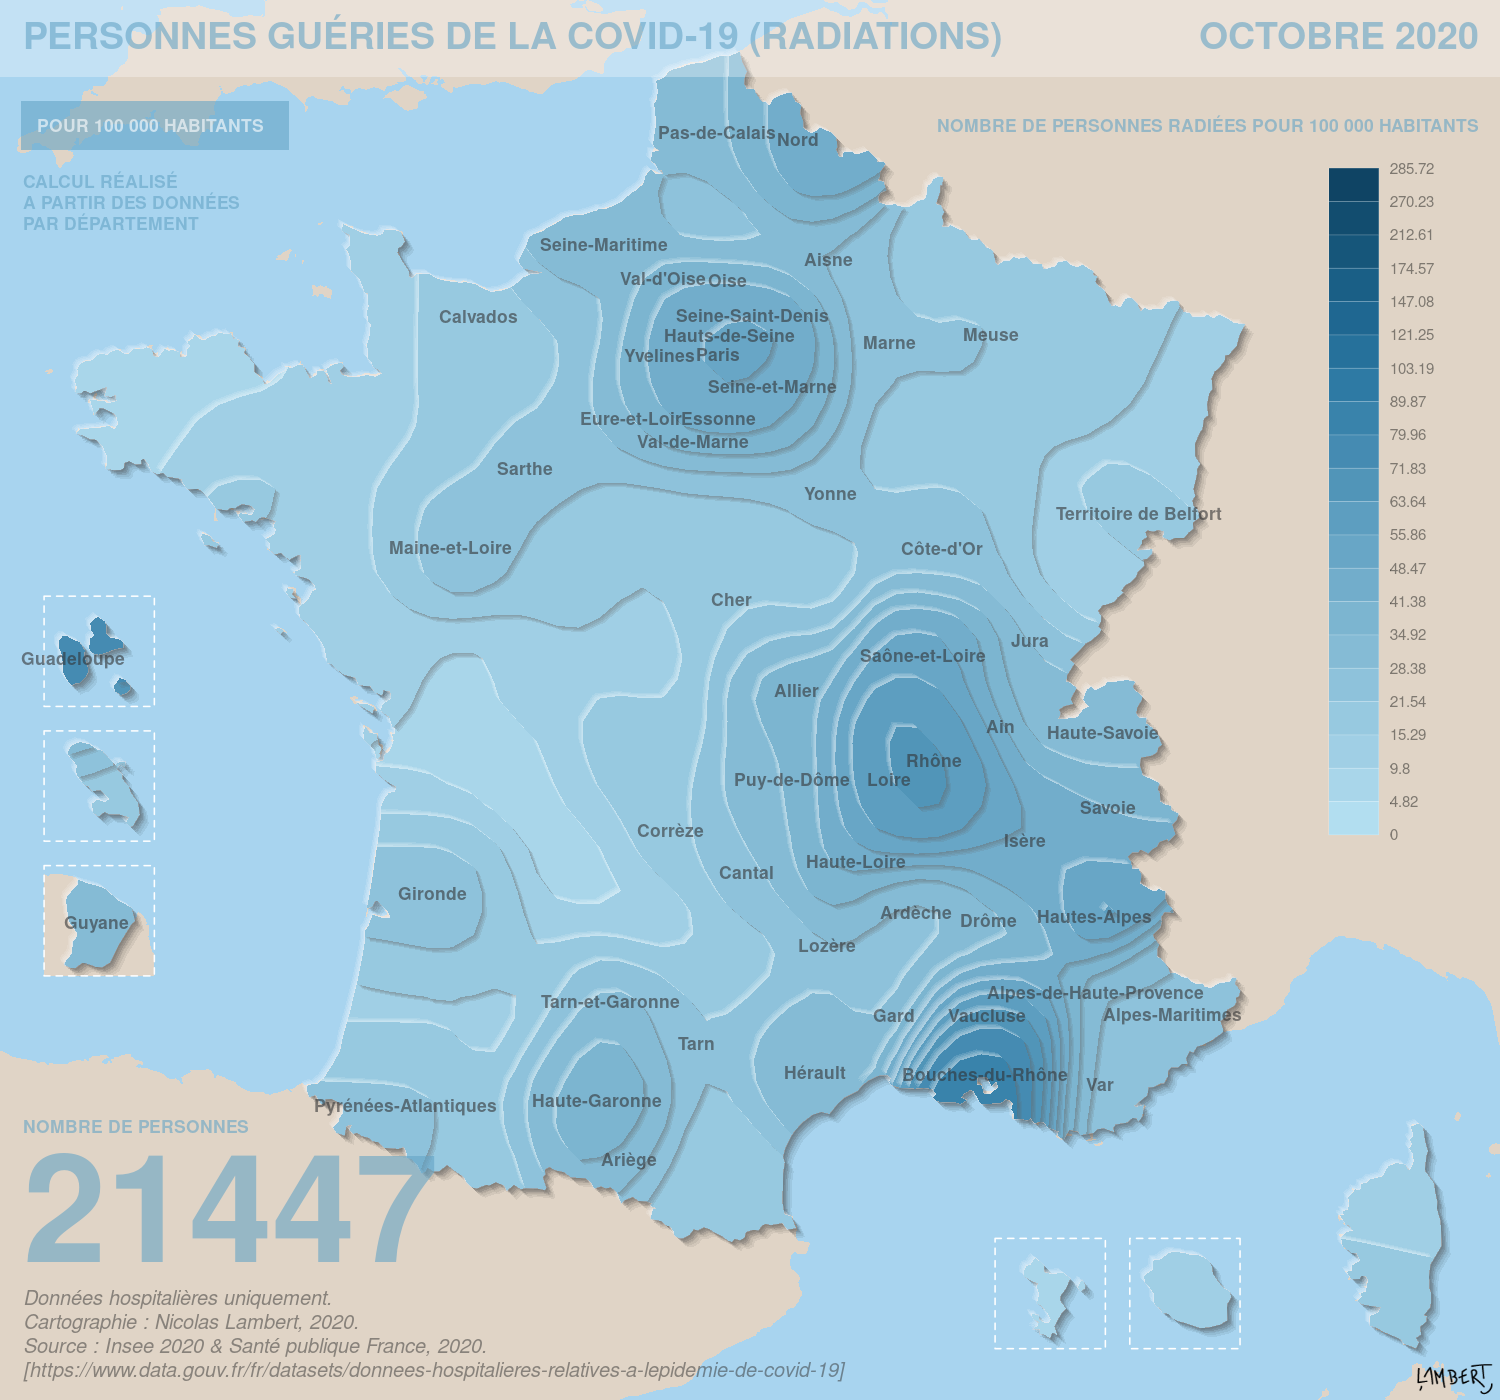 PERSONNES GUÉRIES DE LA COVID-19 (RADIATIONS)
OCTOBRE 2020
POUR 100 000 HABITANTS
CALCUL RÉALISÉ
A PARTIR DES DONNÉES
PAR DÉPARTEMENT
NOMBRE DE PERSONNES RADIÉES POUR 100 000 HABITANTS
285.72
270.23
212.61
174.57
147.08
121.25
103.19
89.87
79.96
71.83
63.64
55.86
48.47
41.38
34.92
28.38
21.54
15.29
9.8
4.82
0
Pas-de-Calais
Nord
Seine-Maritime
Aisne
Val-d'Oise
Oise
Calvados
Seine-Saint-Denis
Hauts-de-Seine
Marne
Meuse
Yvelines
Paris
Seine-et-Marne
Eure-et-Loir
Essonne
Val-de-Marne
Sarthe
Yonne
Territoire de Belfort
Maine-et-Loire
Côte-d'Or
Cher
Jura
Guadeloupe
Saône-et-Loire
Allier
Ain
Haute-Savoie
Rhône
Puy-de-Dôme
Loire
Savoie
Corrèze
Isère
Haute-Loire
Cantal
Gironde
Ardèche
Drôme
Hautes-Alpes
Guyane
Lozère
Alpes-de-Haute-Provence
Tarn-et-Garonne
Gard
Vaucluse
Alpes-Maritimes
Tarn
Hérault
Bouches-du-Rhône
Var
Haute-Garonne
Pyrénées-Atlantiques
Ariège
NOMBRE DE PERSONNES
21447
Données hospitalières uniquement.
Cartographie : Nicolas Lambert, 2020.
Source : Insee 2020 & Santé publique France, 2020.
[https://www.data.gouv.fr/fr/datasets/donnees-hospitalieres-relatives-a-lepidemie-de-covid-19]
LAMBERT